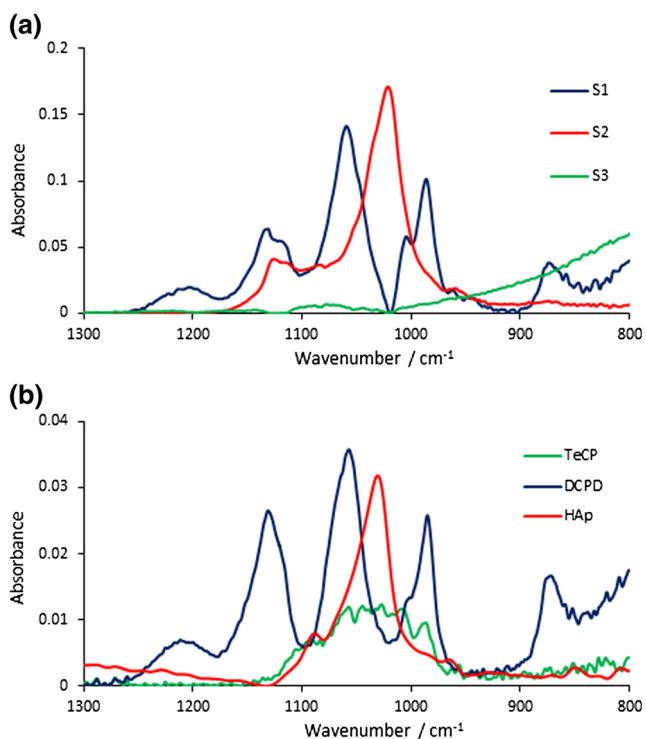 (a)
0.2
0.15
0.1
0.05
0
Absorbance
S1
S2
S3
1300 1200 1100 1000 900 800
Wavenumber / cm-1
(b)
0.04
0.03
0.02
0.01
0
Absorbance
TeCP
DCPD
HAp
1300 1200 1100 1000 900 800
Wavenumber / cm-1